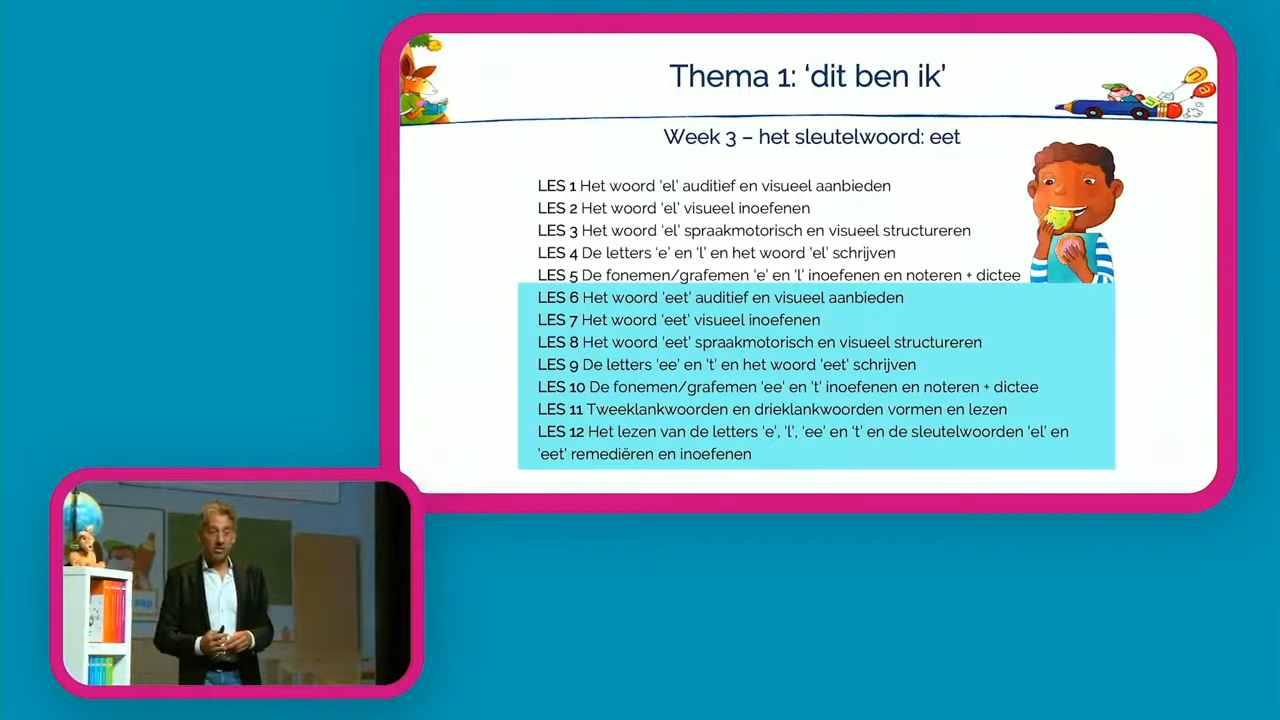 Thema 1: ‘dit ben ik’
Week 3 – het sleutelwoord: eet
LES 1 Het woord ‘el’ auditief en visueel aanbieden
LES 2 Het woord ‘el’ visueel inoefenen
LES 3 Het woord ‘el’ spraakmotorisch en visueel structureren
LES 4 De letters ‘e’ en ‘l’ en het woord ‘el’ schrijven
LES 5 De fonemen/grafemen ‘e’ en ‘l’ inoefenen en noteren + dictee
LES 6 Het woord ‘eet’ auditief en visueel aanbieden
LES 7 Het woord ‘eet’ visueel inoefenen
LES 8 Het woord ‘eet’ spraakmotorisch en visueel structureren
LES 9 De letters ‘ee’ en ‘t’ en het woord ‘eet’ schrijven
LES 10 De fonemen/grafemen ‘ee’ en ‘t’ inoefenen en noteren + dictee
LES 11 Tweeklankwoorden en drieklankwoorden vormen en lezen
LES 12 Het lezen van de letters ‘e’, ‘l’, ‘ee’ en ‘t’ en de sleutelwoorden ‘el’ en
‘eet’ remediëren en inoefenen
aap